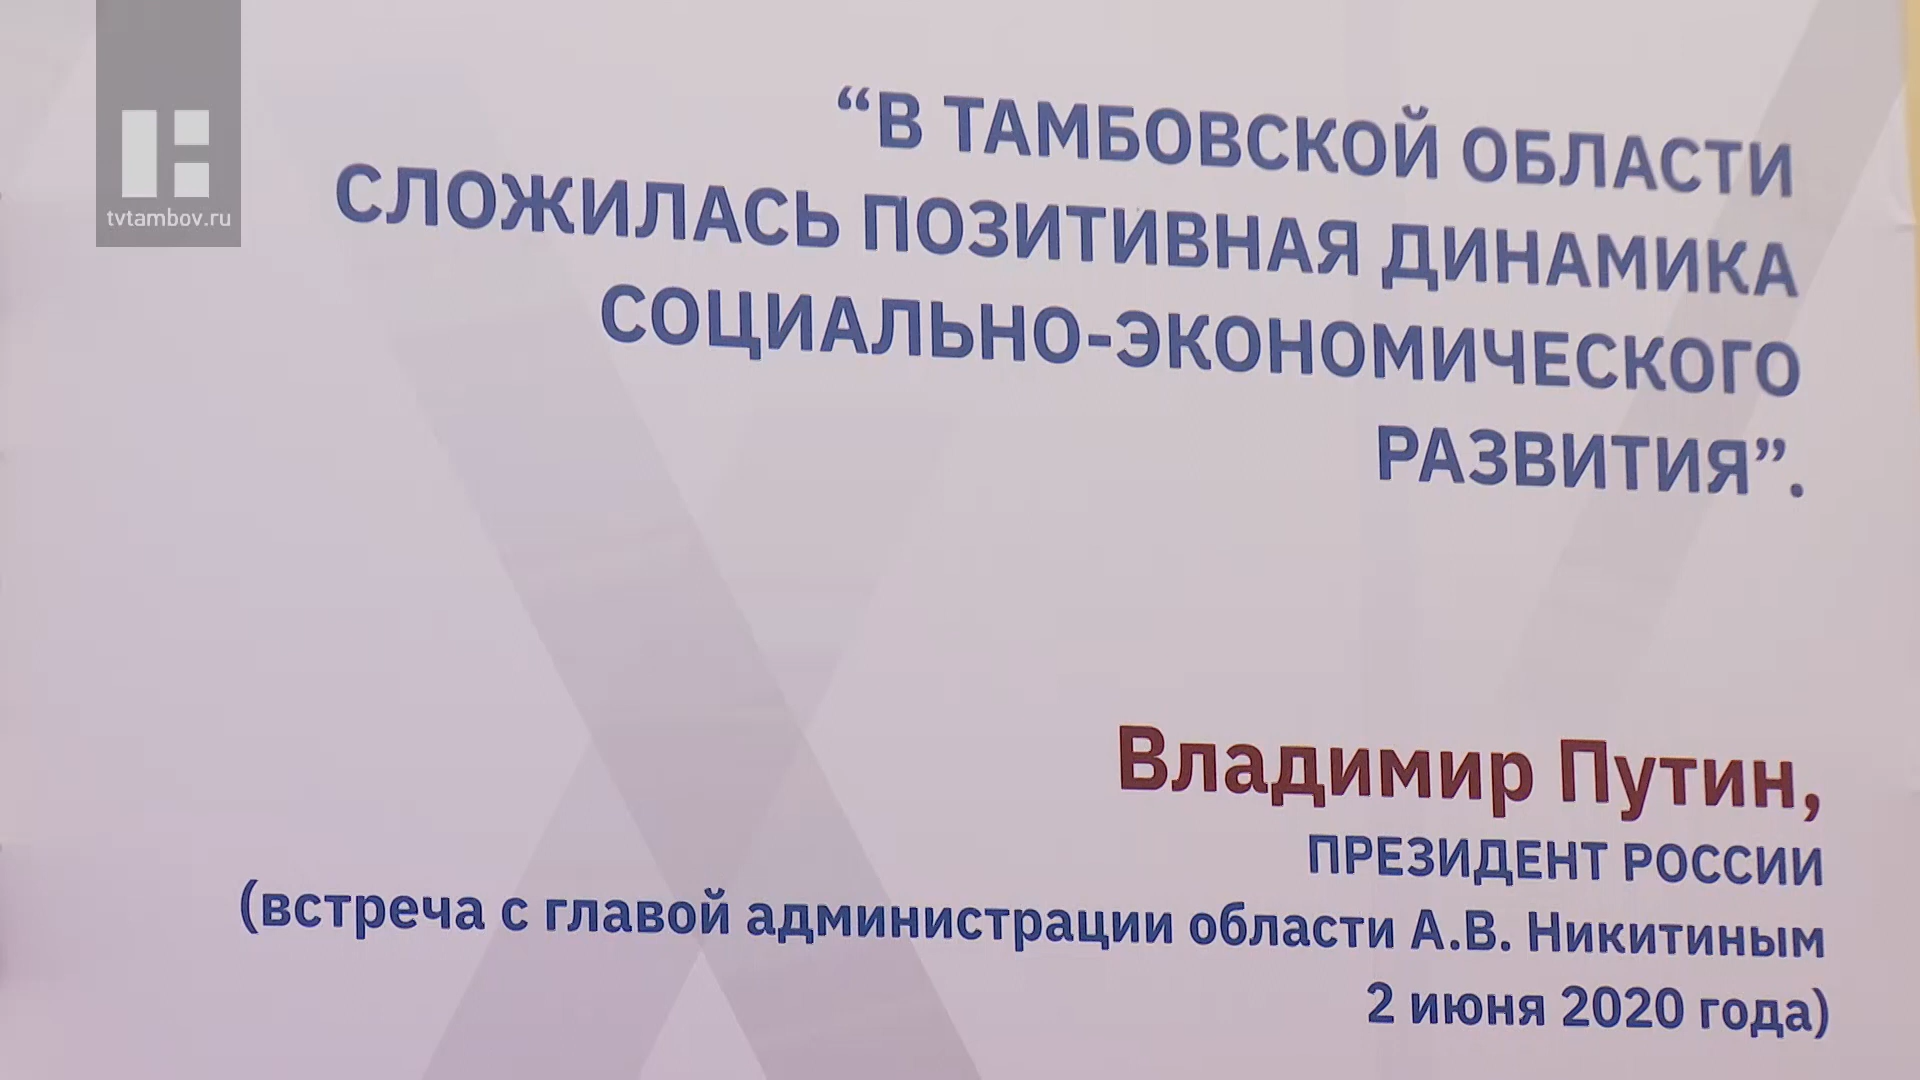 tvtambov.ru
“В ТАМБОВСКОЙ ОБЛАСТИ
СЛОЖИЛАСЬ ПОЗИТИВНАЯ ДИНАМИКА
СОЦИАЛЬНО-ЭКОНОМИЧЕСКОГО
РАЗВИТИЯ”.
Владимир Путин,
ПРЕЗИДЕНТ РОССИИ
(встреча с главой администрации области А.В. Никитиным
2 июня 2020 года)